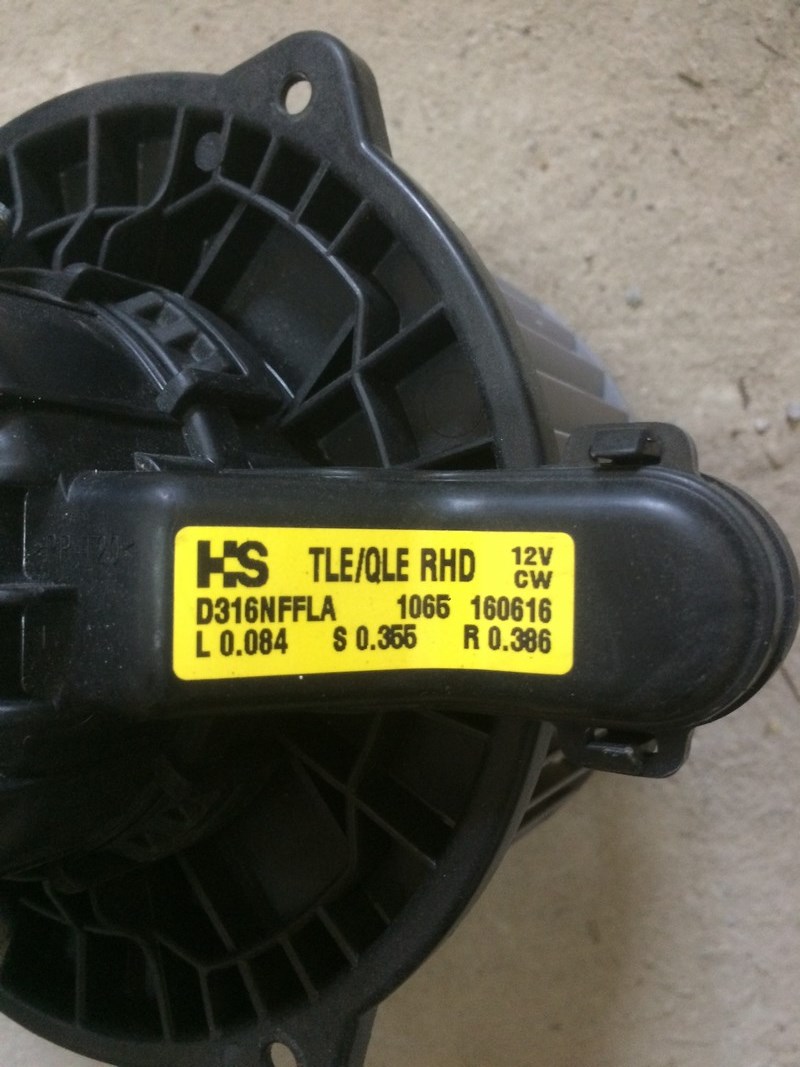 HS TLE/QLE RHD 12V CW
D316NFFLA 1065 160616
L 0.084 S 0.355 R 0.386